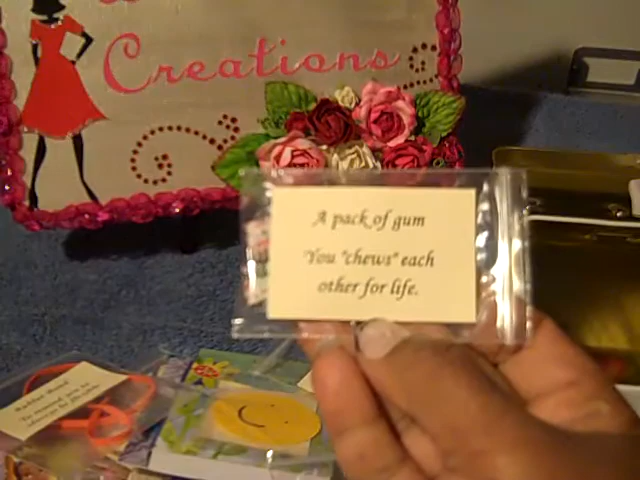 Creations
A pack of gum
You "chews" each
other for life.
Rubber Band